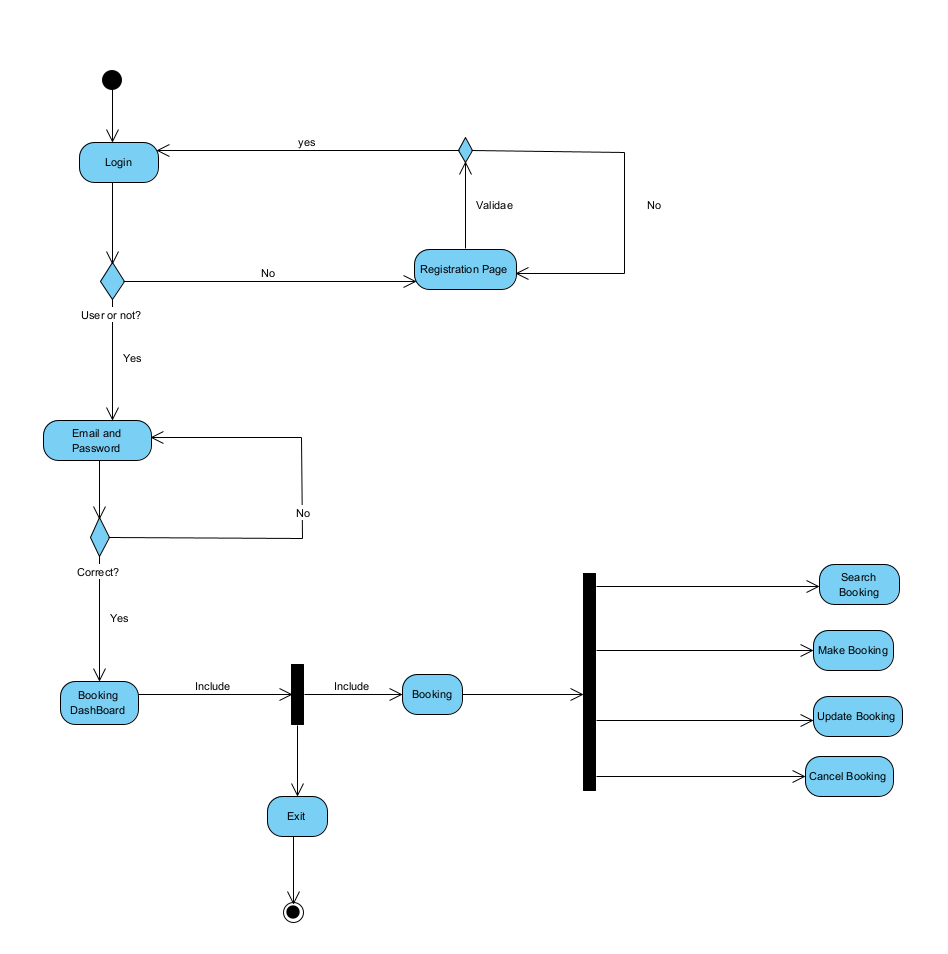 yes
Login
Validae
No
Registration Page
No
User or not?
Yes
Email and
Password
No
Correct?
Yes
Search
Booking
Make Booking
Include
Include
Booking
DashBoard
Booking
Update Booking
Cancel Booking
Exit